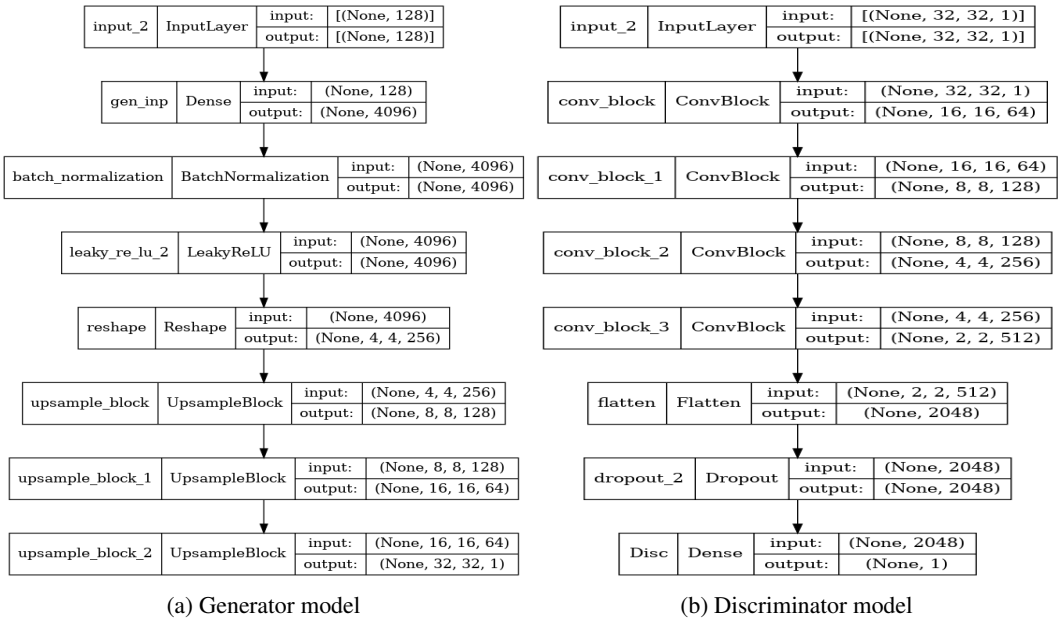 input_2 InputLayer input: [(None, 128)]
output: [(None, 128)]
gen_inp Dense input: (None, 128)
output: (None, 4096)
batch_normalization BatchNormalization input: (None, 4096)
output: (None, 4096)
leaky_re_lu_2 LeakyReLU input: (None, 4096)
output: (None, 4096)
reshape Reshape input: (None, 4096)
output: (None, 4, 4, 256)
upsample_block UpsampleBlock input: (None, 4, 4, 256)
output: (None, 8, 8, 128)
upsample_block_1 UpsampleBlock input: (None, 8, 8, 128)
output: (None, 16, 16, 64)
upsample_block_2 UpsampleBlock input: (None, 16, 16, 64)
output: (None, 32, 32, 1)
(a) Generator model
input_2 InputLayer input: [(None, 32, 32, 1)]
output: [(None, 32, 32, 1)]
conv_block ConvBlock input: (None, 32, 32, 1)
output: (None, 16, 16, 64)
conv_block_1 ConvBlock input: (None, 16, 16, 64)
output: (None, 8, 8, 128)
conv_block_2 ConvBlock input: (None, 8, 8, 128)
output: (None, 4, 4, 256)
conv_block_3 ConvBlock input: (None, 4, 4, 256)
output: (None, 2, 2, 512)
flatten Flatten input: (None, 2, 2, 512)
output: (None, 2048)
dropout_2 Dropout input: (None, 2048)
output: (None, 2048)
Disc Dense input: (None, 2048)
output: (None, 1)
(b) Discriminator model